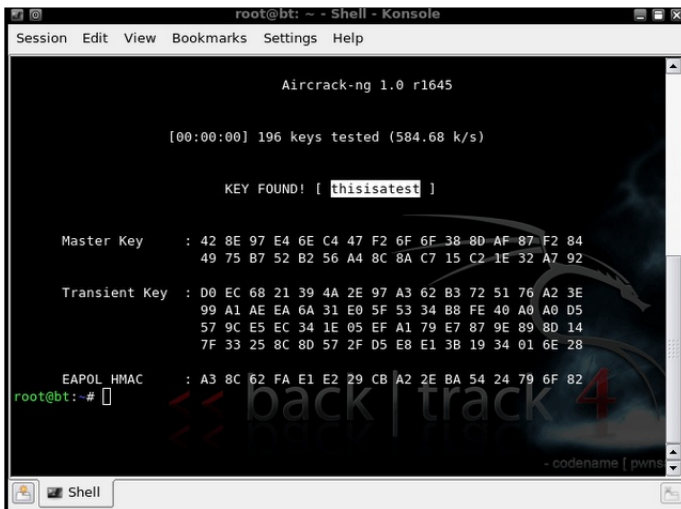 root@bt: ~ - Shell - Konsole
Session Edit View Bookmarks Settings Help
Aircrack-ng 1.0 r1645
[00:00:00] 196 keys tested (584.68 k/s)
KEY FOUND! [ thisisatest ]
Master Key : 42 8E 97 E4 6E C4 47 F2 6F 6F 38 8D AF 87 F2 84
49 75 B7 52 B2 56 A4 8C 8A C7 15 C2 1E 32 A7 92
Transient Key : D0 EC 68 21 39 4A 2E 97 A3 62 B3 72 51 76 A2 3E
99 A1 AE EA 6A 31 E0 5F 53 34 B8 FE 40 A0 A0 D5
57 9C E5 EC 34 1E 05 EF A1 79 E7 87 9E 89 8D 14
7F 33 25 8C 8D 57 2F D5 E8 E1 3B 19 34 01 6E 28
EAPOL HMAC : A3 8C 62 FA E1 E2 29 CB A2 2E BA 54 24 79 6F 82
root@bt:~#
<< back | track 4
- codename [ pwns
Shell